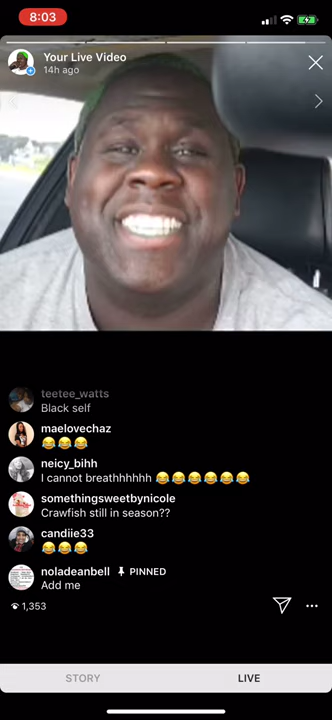 8:03
Your Live Video
14h ago
teetee_watts
Black self
maelovechaz
😂😂😂
neicy_bihh
I cannot breathhhhhh 😂😂😂😂😂😂
somethingsweetbynicole
Crawfish still in season??
candiie33
😂😂😂
noladeanbell PINNED
Add me
1,353
STORY LIVE